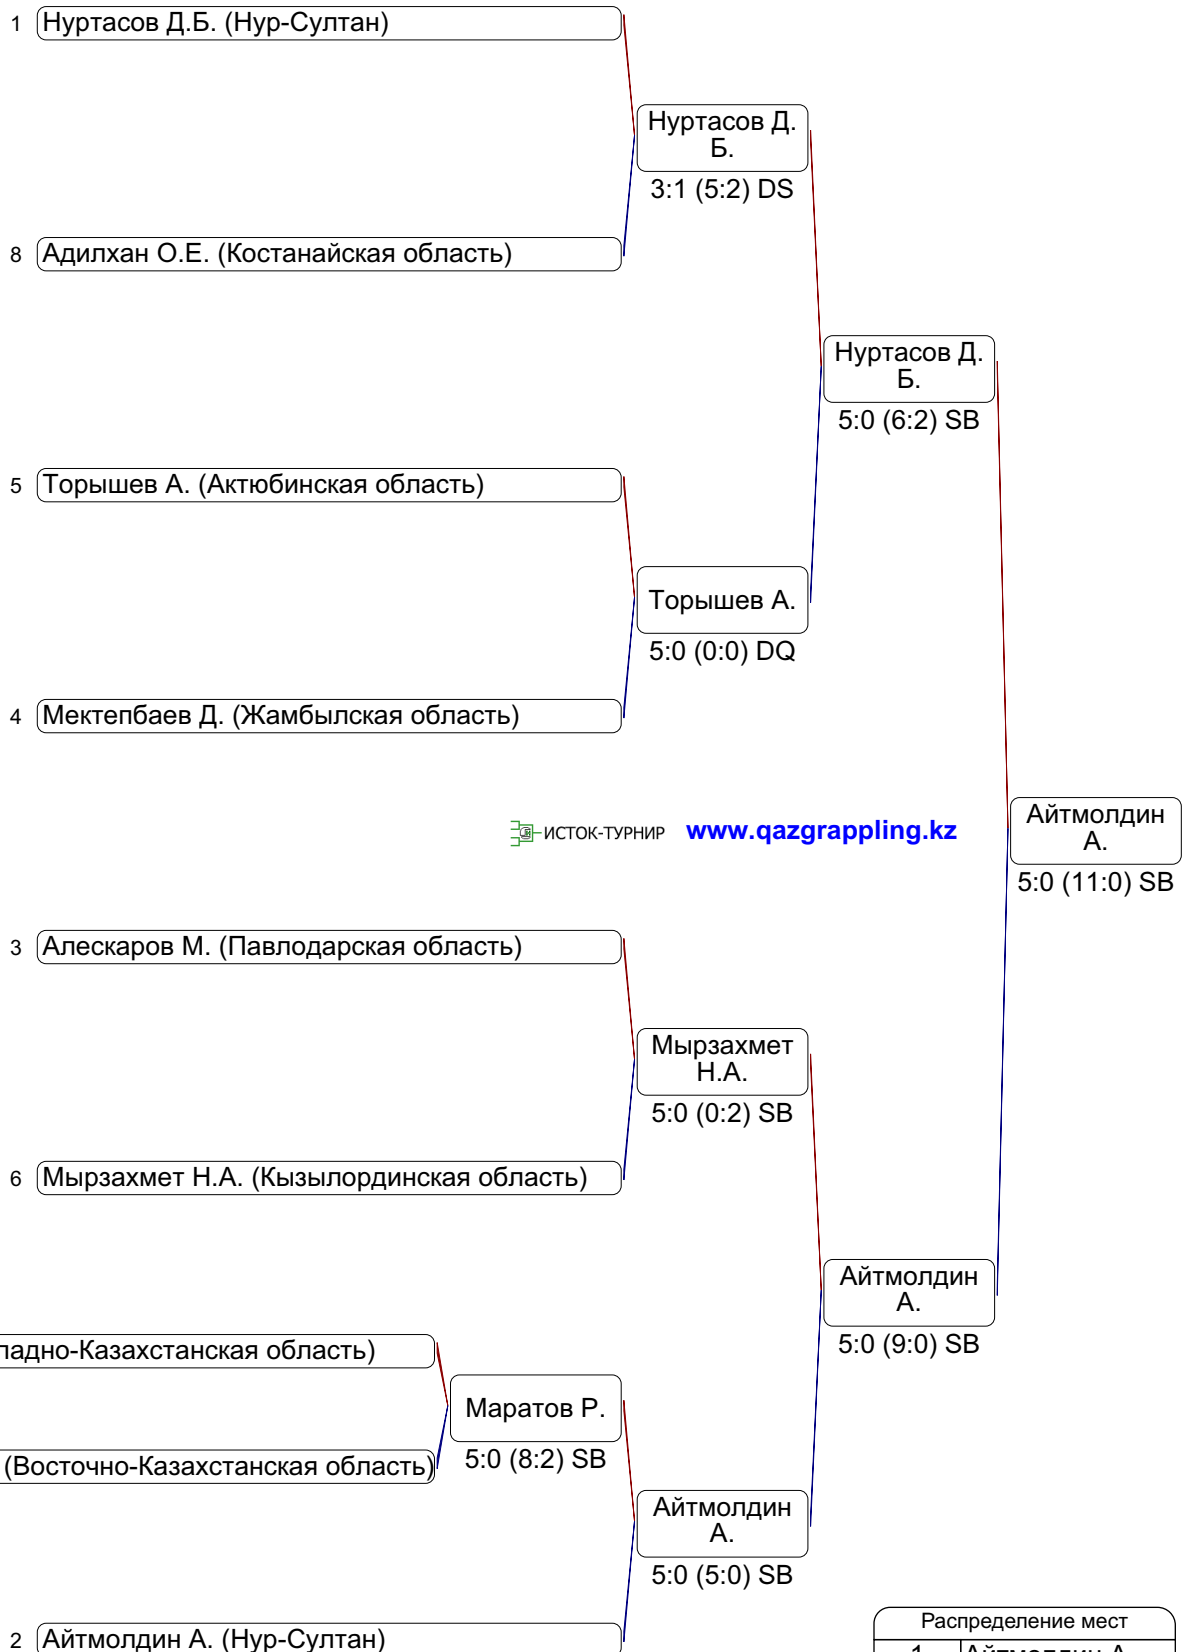 1 Нуртасов Д.Б. (Нур-Султан)
Нуртасов Д.
Б.
3:1 (5:2) DS
8 Адилхан О.Е. (Костанайская область)
Нуртасов Д.
Б.
5:0 (6:2) SB
5 Торышев А. (Актюбинская область)
Торышев А.
5:0 (0:0) DQ
4 Мектепбаев Д. (Жамбылская область)
ИСТОК-ТУРНИР www.qazgrappling.kz
Айтмолдин
А.
5:0 (11:0) SB
3 Алескаров М. (Павлодарская область)
Мырзахмет
Н.А.
5:0 (0:2) SB
6 Мырзахмет Н.А. (Кызылординская область)
Айтмолдин
А.
5:0 (9:0) SB
падно-Казахстанская область)
Маратов Р.
5:0 (8:2) SB
(Восточно-Казахстанская область)
Айтмолдин
А.
5:0 (5:0) SB
Распределение мест
1 Айтмолдин А.
2 Айтмолдин А. (Нур-Султан)